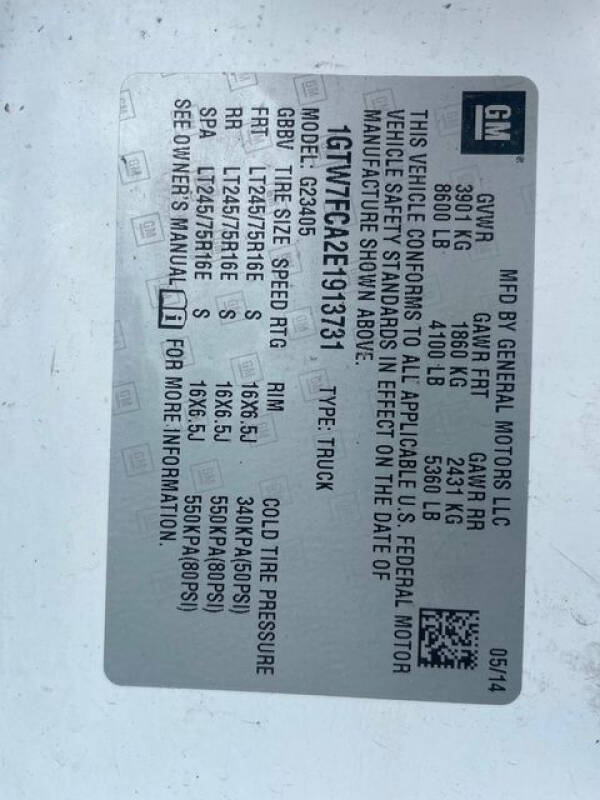 GM
MFD BY GENERAL MOTORS LLC 05/14
GVWR GAWR FRT GAWR RR
3901 KG 1860 KG 2431 KG
8600 LB 4100 LB 5360 LB
THIS VEHICLE CONFORMS TO ALL APPLICABLE U.S. FEDERAL MOTOR
VEHICLE SAFETY STANDARDS IN EFFECT ON THE DATE OF
MANUFACTURE SHOWN ABOVE.
1GTW7FCA2E1913731 TYPE: TRUCK
MODEL: G23405
GBBV TIRE SIZE SPEED RTG RIM COLD TIRE PRESSURE
FRT LT245/75R16E S 16X6.5J 340KPA(50PSI)
RR LT245/75R16E S 16X6.5J 550KPA(80PSI)
SPA LT245/75R16E S 16X6.5J 550KPA(80PSI)
SEE OWNER'S MANUAL i FOR MORE INFORMATION.